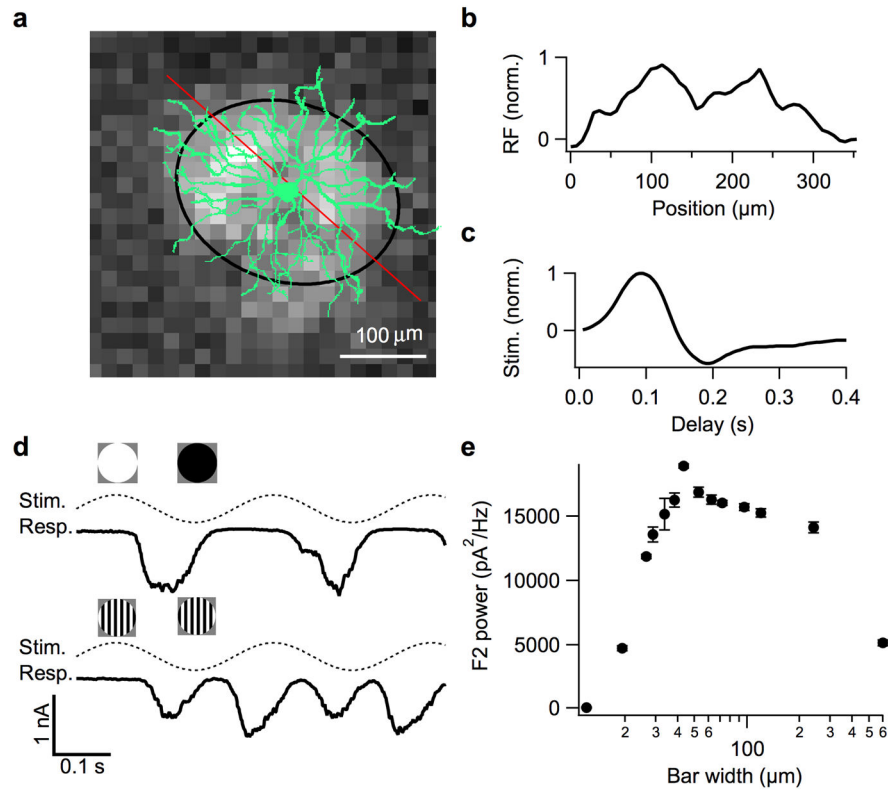 a
100 µm
b
RF (norm.)
1
0
0
100
200
300
Position (µm)
c
Stim. (norm.)
1
0
0.0
0.1
0.2
0.3
0.4
Delay (s)
d
Stim.
Resp.
Stim.
Resp.
1 nA
0.1 s
e
F2 power (pA²/Hz)
15000
10000
5000
0
2 3 4 5 6 2 3 4 5 6
100
Bar width (µm)